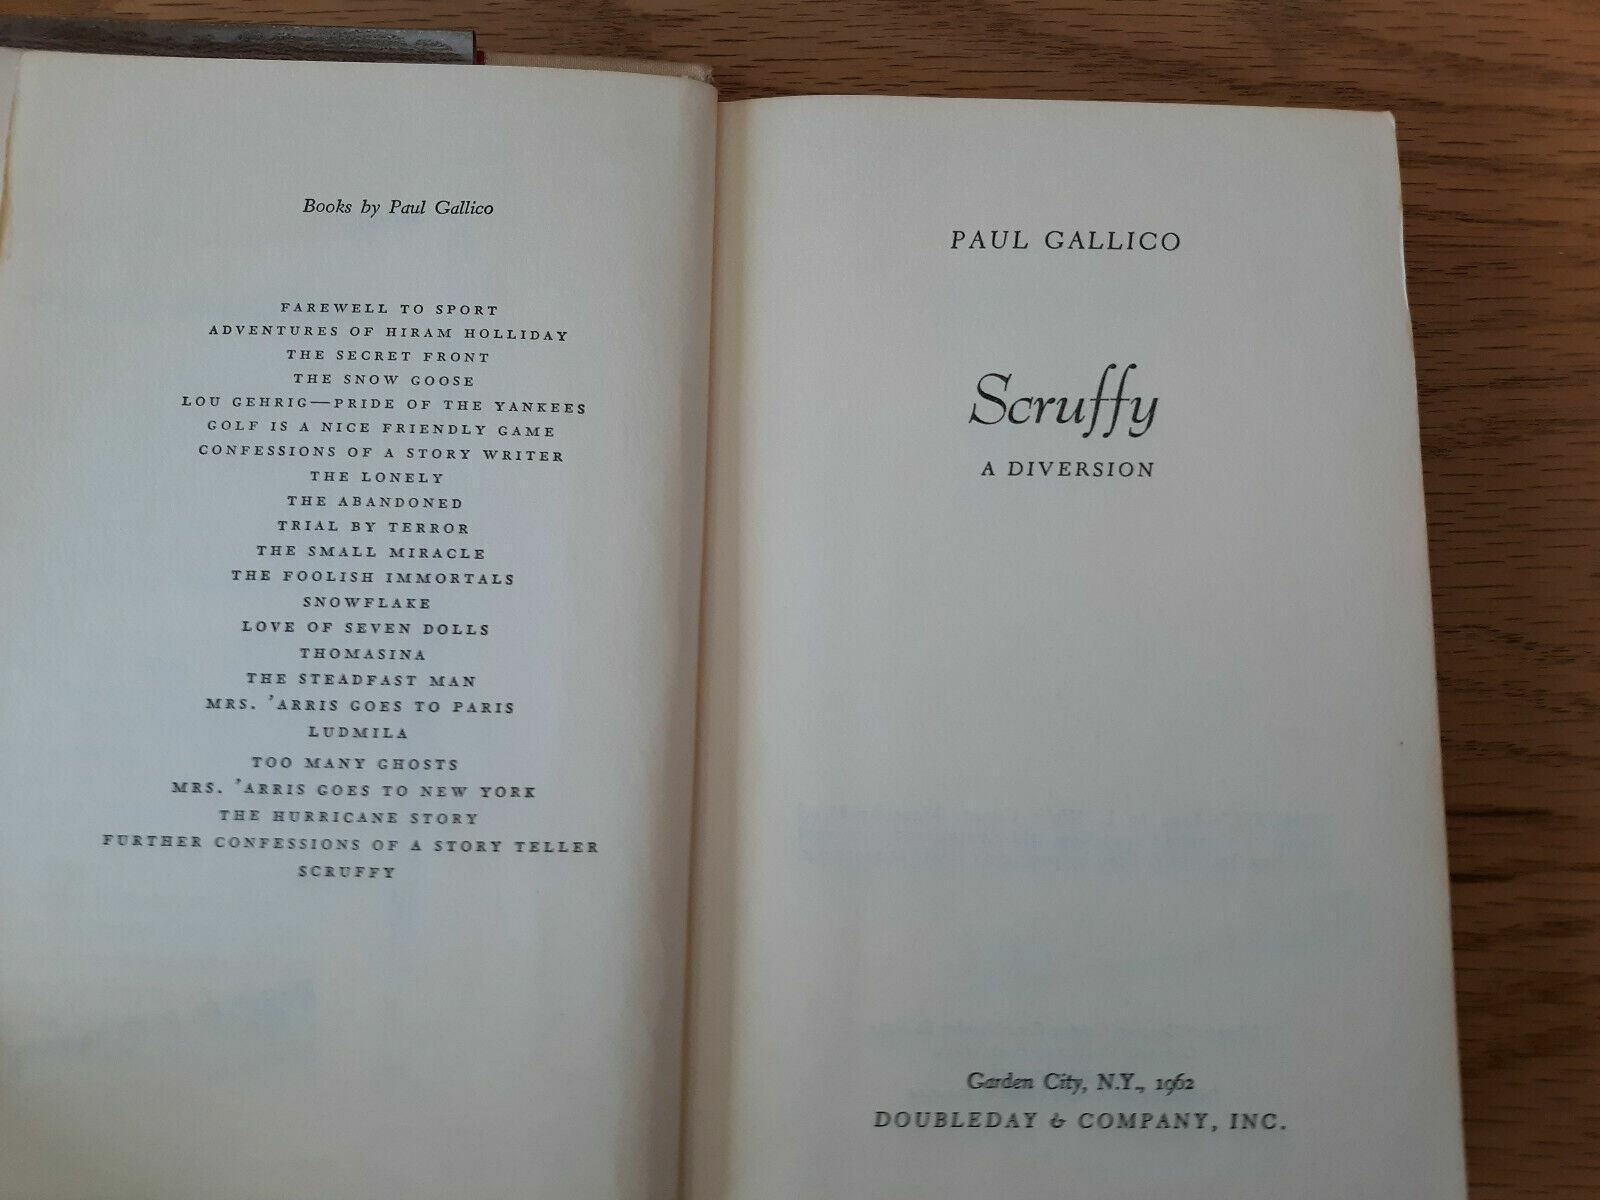 Books by Paul Gallico
FAREWELL TO SPORT
ADVENTURES OF HIRAM HOLLIDAY
THE SECRET FRONT
THE SNOW GOOSE
LOU GEHRIG—PRIDE OF THE YANKEES
GOLF IS A NICE FRIENDLY GAME
CONFESSIONS OF A STORY WRITER
THE LONELY
THE ABANDONED
TRIAL BY TERROR
THE SMALL MIRACLE
THE FOOLISH IMMORTALS
SNOWFLAKE
LOVE OF SEVEN DOLLS
THOMASINA
THE STEADFAST MAN
MRS. 'ARRIS GOES TO PARIS
LUDMILA
TOO MANY GHOSTS
MRS. 'ARRIS GOES TO NEW YORK
THE HURRICANE STORY
FURTHER CONFESSIONS OF A STORY TELLER
SCRUFFY
PAUL GALLICO
Scruffy
A DIVERSION
Garden City, N.Y., 1962
DOUBLEDAY & COMPANY, INC.